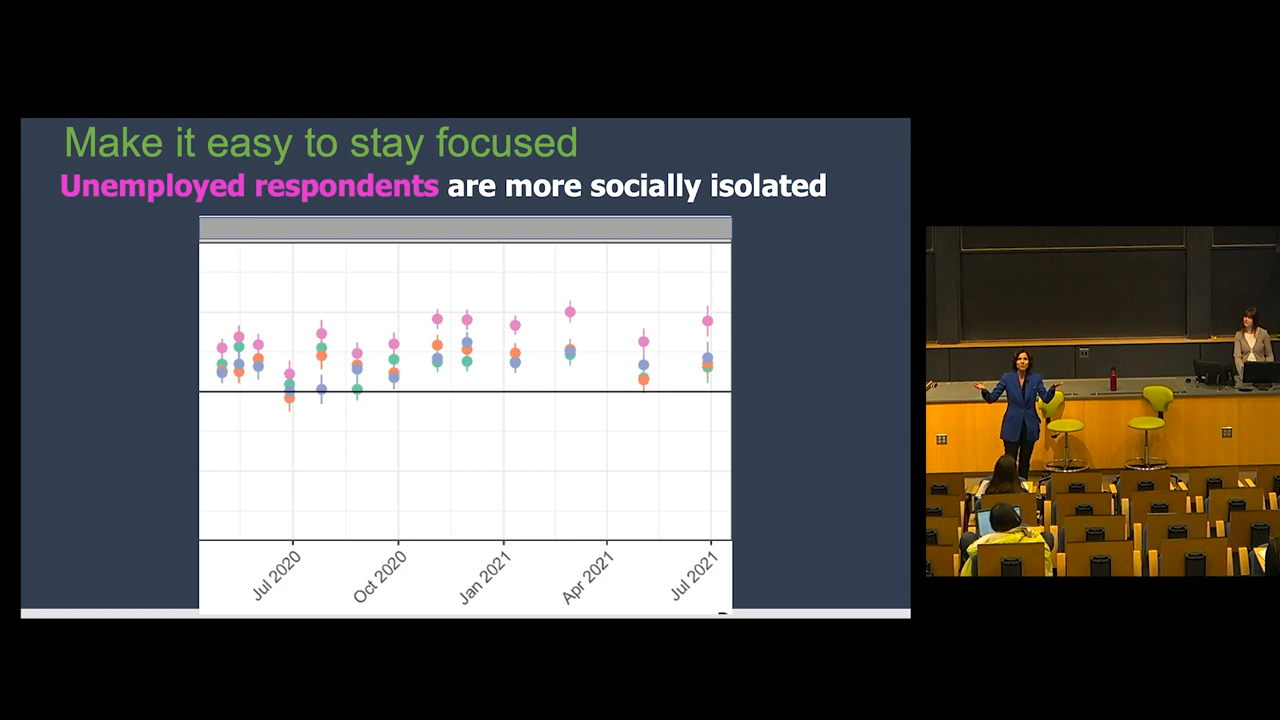 Make it easy to stay focused
Unemployed respondents are more socially isolated
Jul 2020
Oct 2020
Jan 2021
Apr 2021
Jul 2021